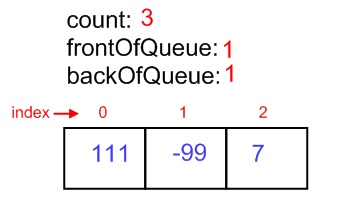 count: 3
frontOfQueue: 1
backOfQueue: 1
index 0 1 2
111 -99 7